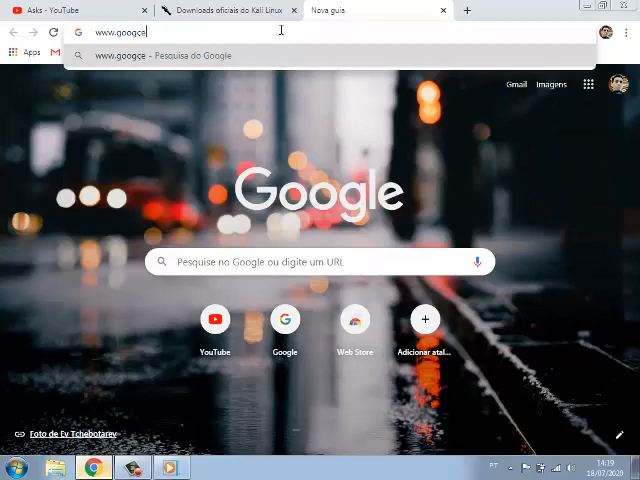 Asks - YouTube
Downloads oficiais do Kali Linux
Nova guia
www.googçe
Apps
www.googçe - Pesquisa do Google
Gmail
Imagens
Google
Pesquise no Google ou digite um URL
YouTube
Google
Web Store
Adicionar atal...
Foto de Ev Tchebotarev
PT
14:19
18/07/2020